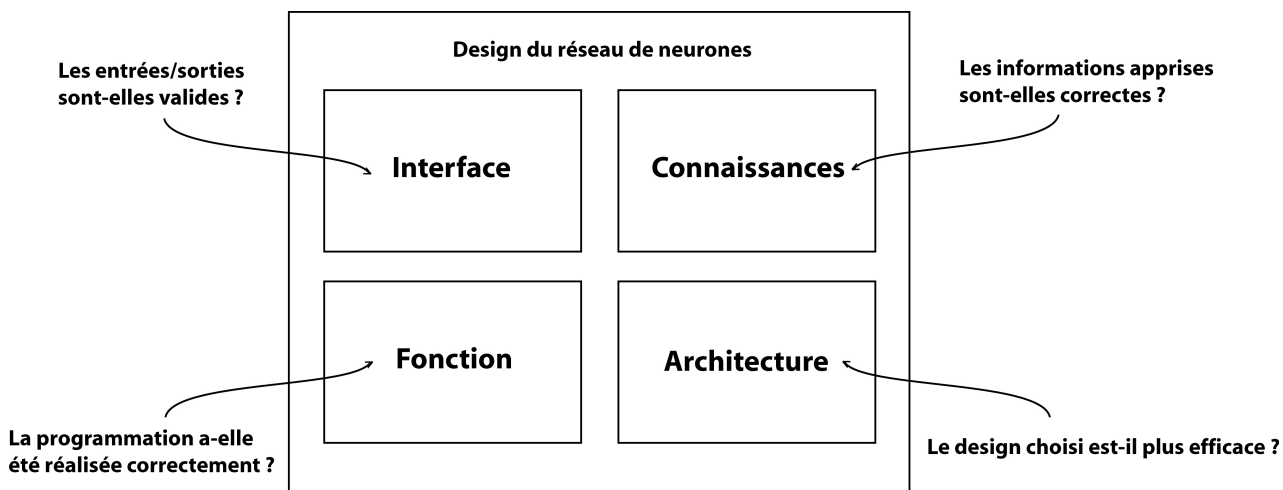 Design du réseau de neurones
Les entrées/sorties
sont-elles valides ?
Les informations apprises
sont-elles correctes ?
Interface
Connaissances
Fonction
Architecture
La programmation a-elle
été réalisée correctement ?
Le design choisi est-il plus efficace ?